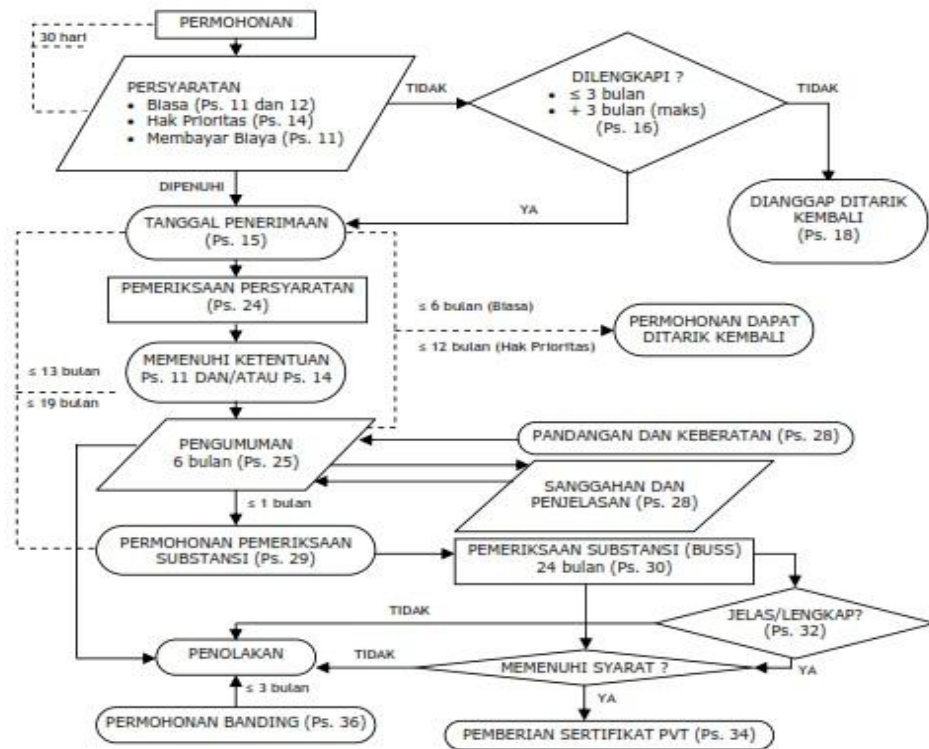 PERMOHONAN
30 hari
PERSYARATAN
• Biasa (Ps. 11 dan 12)
• Hak Prioritas (Ps. 14)
• Membayar Biaya (Ps. 11)
TIDAK
DILENGKAPI ?
• ≤ 3 bulan
• + 3 bulan (maks)
(Ps. 16)
TIDAK
DIPENUHI
YA
DIANGGAP DITARIK
KEMBALI
(Ps. 18)
TANGGAL PENERIMAAN
(Ps. 15)
PEMERIKSAAN PERSYARATAN
(Ps. 24)
≤ 6 bulan (Biasa)
≤ 12 bulan (Hak Prioritas)
PERMOHONAN DAPAT
DITARIK KEMBALI
MEMENUHI KETENTUAN
Ps. 11 DAN/ATAU Ps. 14
≤ 13 bulan
≤ 19 bulan
PENGUMUMAN
6 bulan (Ps. 25)
PANDANGAN DAN KEBERATAN (Ps. 28)
SANGGAHAN DAN
PENJELASAN (Ps. 28)
≤ 1 bulan
PERMOHONAN PEMERIKSAAN
SUBSTANSI (Ps. 29)
PEMERIKSAAN SUBSTANSI (BUSS)
24 bulan (Ps. 30)
TIDAK
JELAS/LENGKAP?
(Ps. 32)
PENOLAKAN
TIDAK
MEMENUHI SYARAT ?
YA
≤ 3 bulan
YA
PERMOHONAN BANDING (Ps. 36)
PEMBERIAN SERTIFIKAT PVT (Ps. 34)